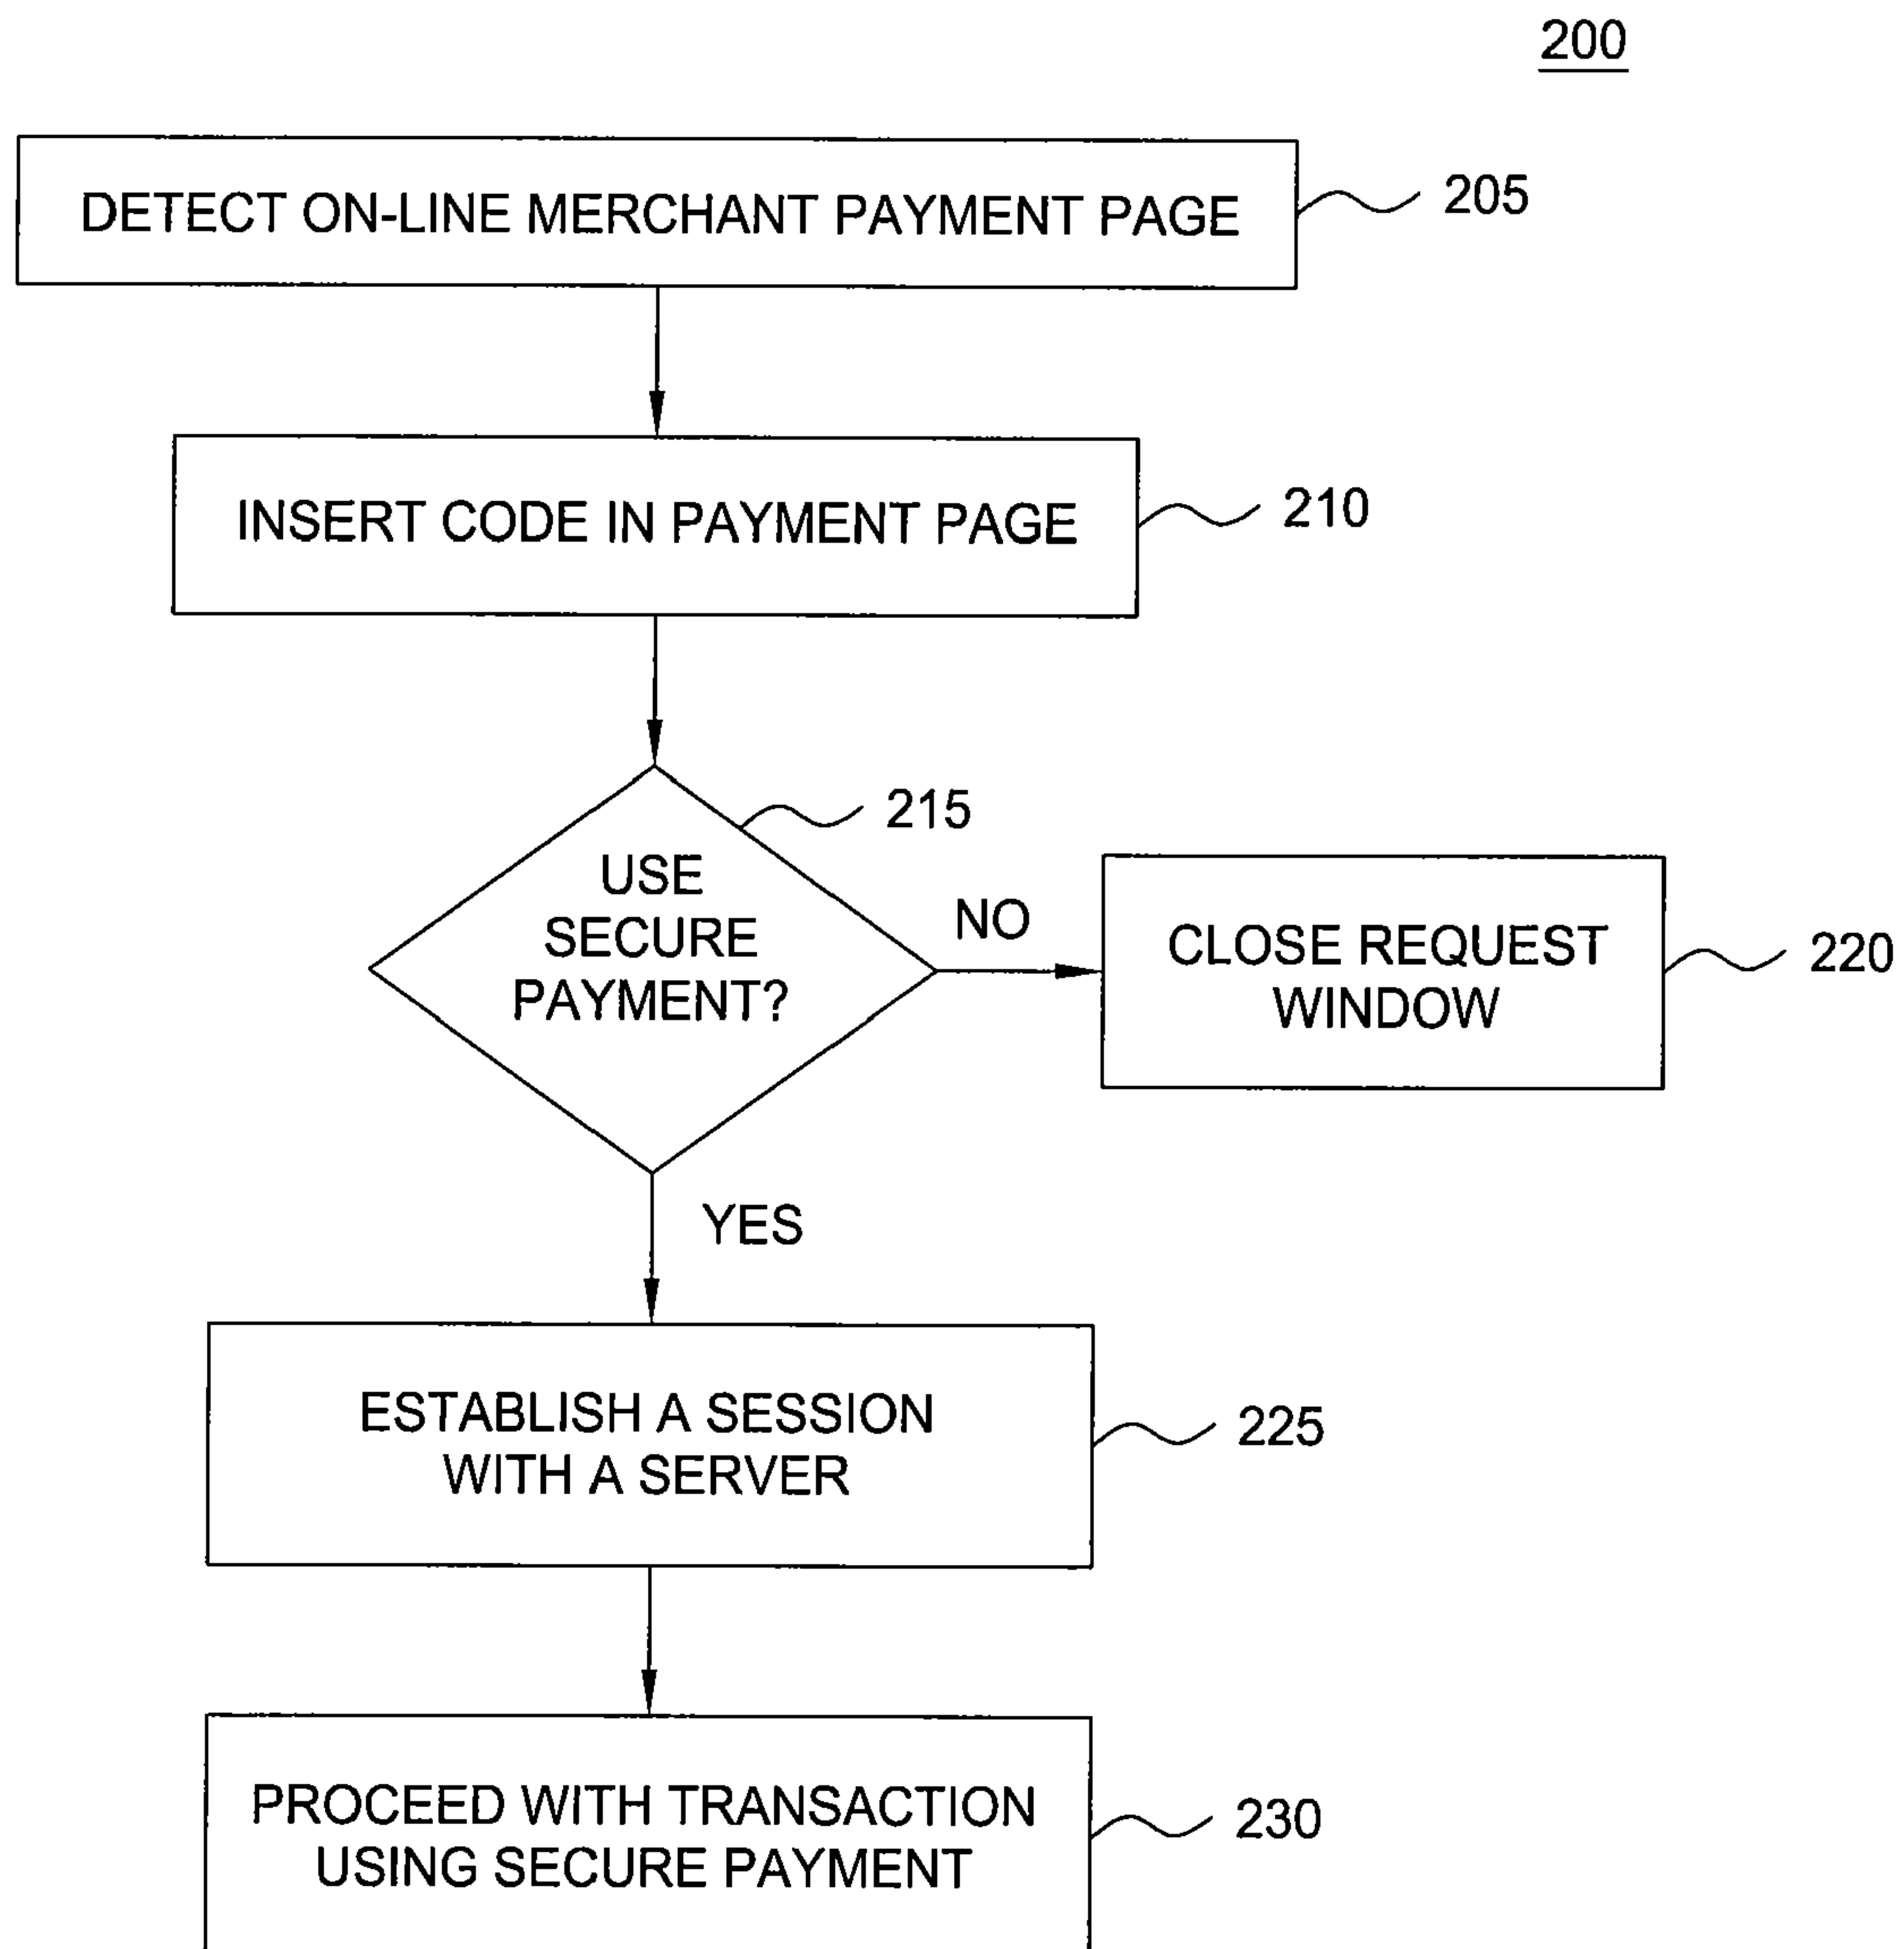 200
DETECT ON-LINE MERCHANT PAYMENT PAGE
205
INSERT CODE IN PAYMENT PAGE
210
215
USE
SECURE
PAYMENT?
NO
CLOSE REQUEST
WINDOW
220
YES
ESTABLISH A SESSION
WITH A SERVER
225
PROCEED WITH TRANSACTION
USING SECURE PAYMENT
230